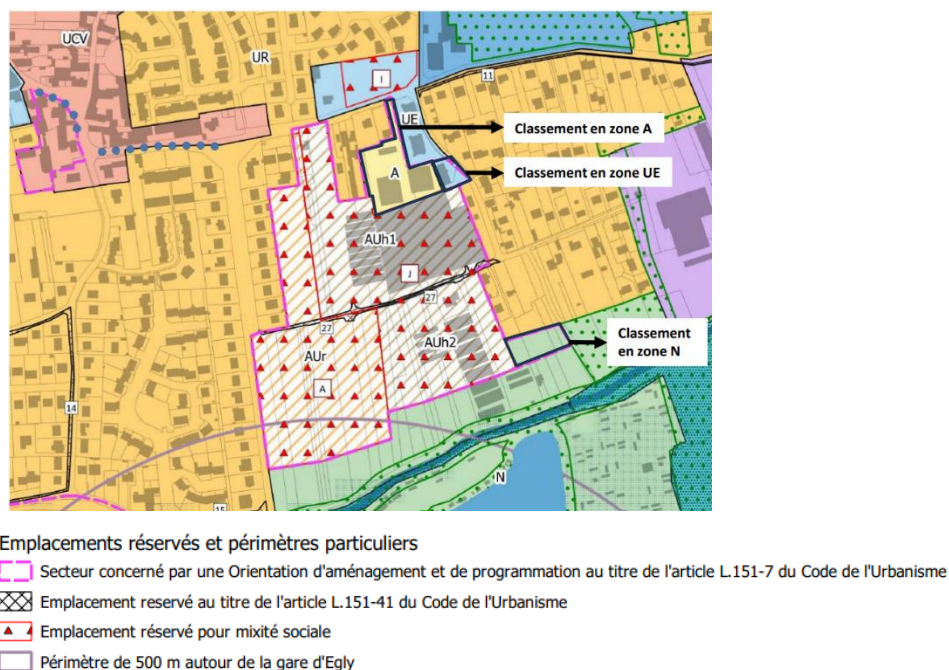 UCV
UR
I
11
UE
Classement en zone A
A
Classement en zone UE
AUh1
J
27
27
Classement
en zone N
AUr
AUh2
A
14
N
15
Emplacements réservés et périmètres particuliers
Secteur concerné par une Orientation d'aménagement et de programmation au titre de l'article L.151-7 du Code de l'Urbanisme
Emplacement reservé au titre de l'article L.151-41 du Code de l'Urbanisme
Emplacement réservé pour mixité sociale
Périmètre de 500 m autour de la gare d'Egly